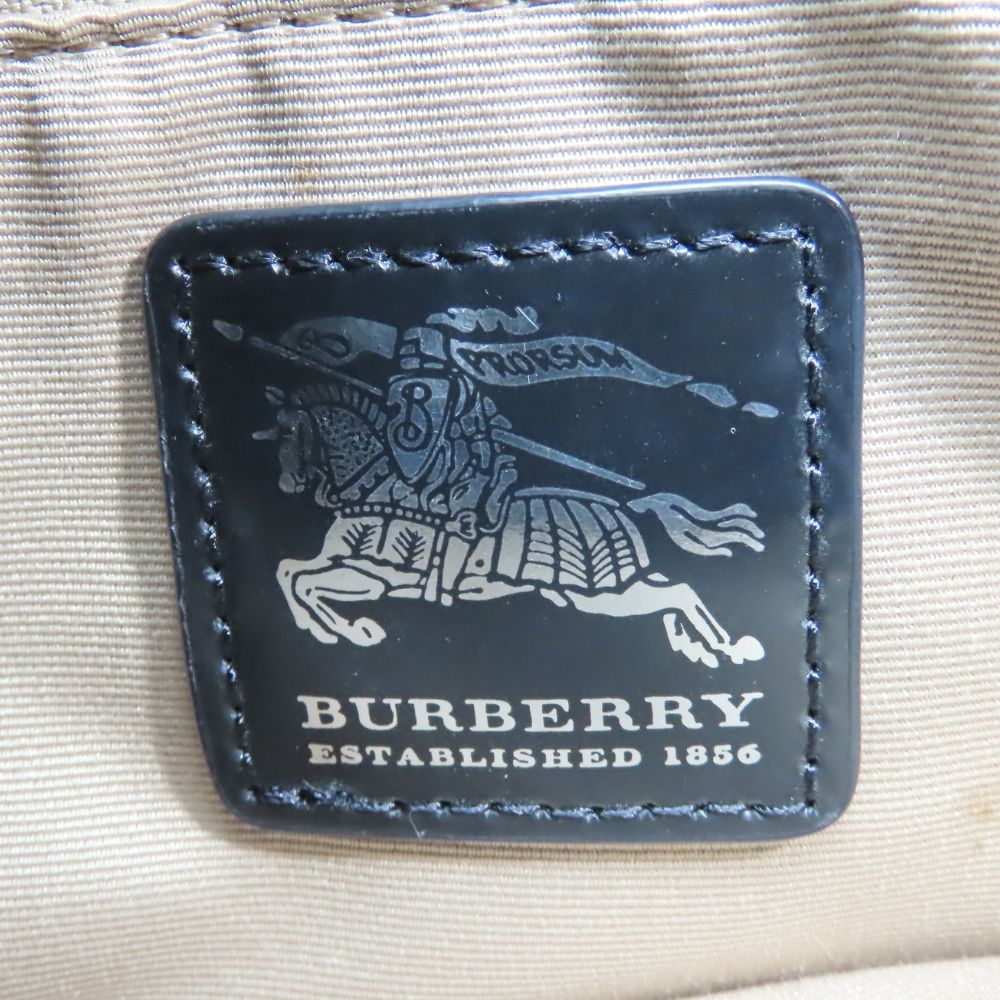 PRORSUM
B
BURBERRY
ESTABLISHED 1856